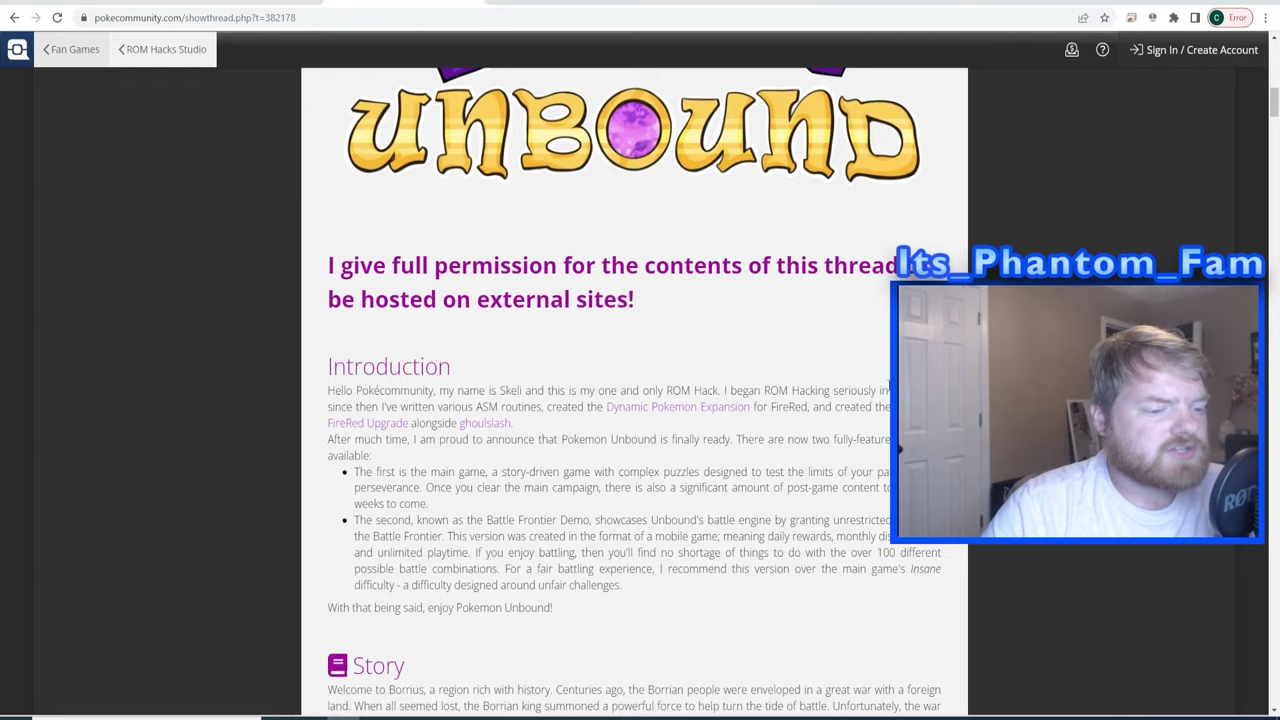 pokecommunity.com/showthread.php?t=382178
Error
Fan Games
ROM Hacks Studio
Sign In / Create Account
UNBOUND
I give full permission for the contents of this thread
be hosted on external sites!
Its_Phantom_Fam
Introduction
Hello Pokécommunity, my name is Skeli and this is my one and only ROM Hack. I began ROM Hacking seriously in
since then I've written various ASM routines, created the Dynamic Pokemon Expansion for FireRed, and created the
FireRed Upgrade alongside ghoulslash.
After much time, I am proud to announce that Pokemon Unbound is finally ready. There are now two fully-feature
available:
The first is the main game, a story-driven game with complex puzzles designed to test the limits of your pa
perseverance. Once you clear the main campaign, there is also a significant amount of post-game content to
weeks to come.
The second, known as the Battle Frontier Demo, showcases Unbound's battle engine by granting unrestricted
the Battle Frontier. This version was created in the format of a mobile game; meaning daily rewards, monthly di
and unlimited playtime. If you enjoy battling, then you'll find no shortage of things to do with the over 100 different
possible battle combinations. For a fair battling experience, I recommend this version over the main game's Insane
difficulty - a difficulty designed around unfair challenges.
With that being said, enjoy Pokemon Unbound!
RØD
Story
Welcome to Borrius, a region rich with history. Centuries ago, the Borrian people were enveloped in a great war with a foreign
land. When all seemed lost, the Borrian king summoned a powerful force to help turn the tide of battle. Unfortunately, the war